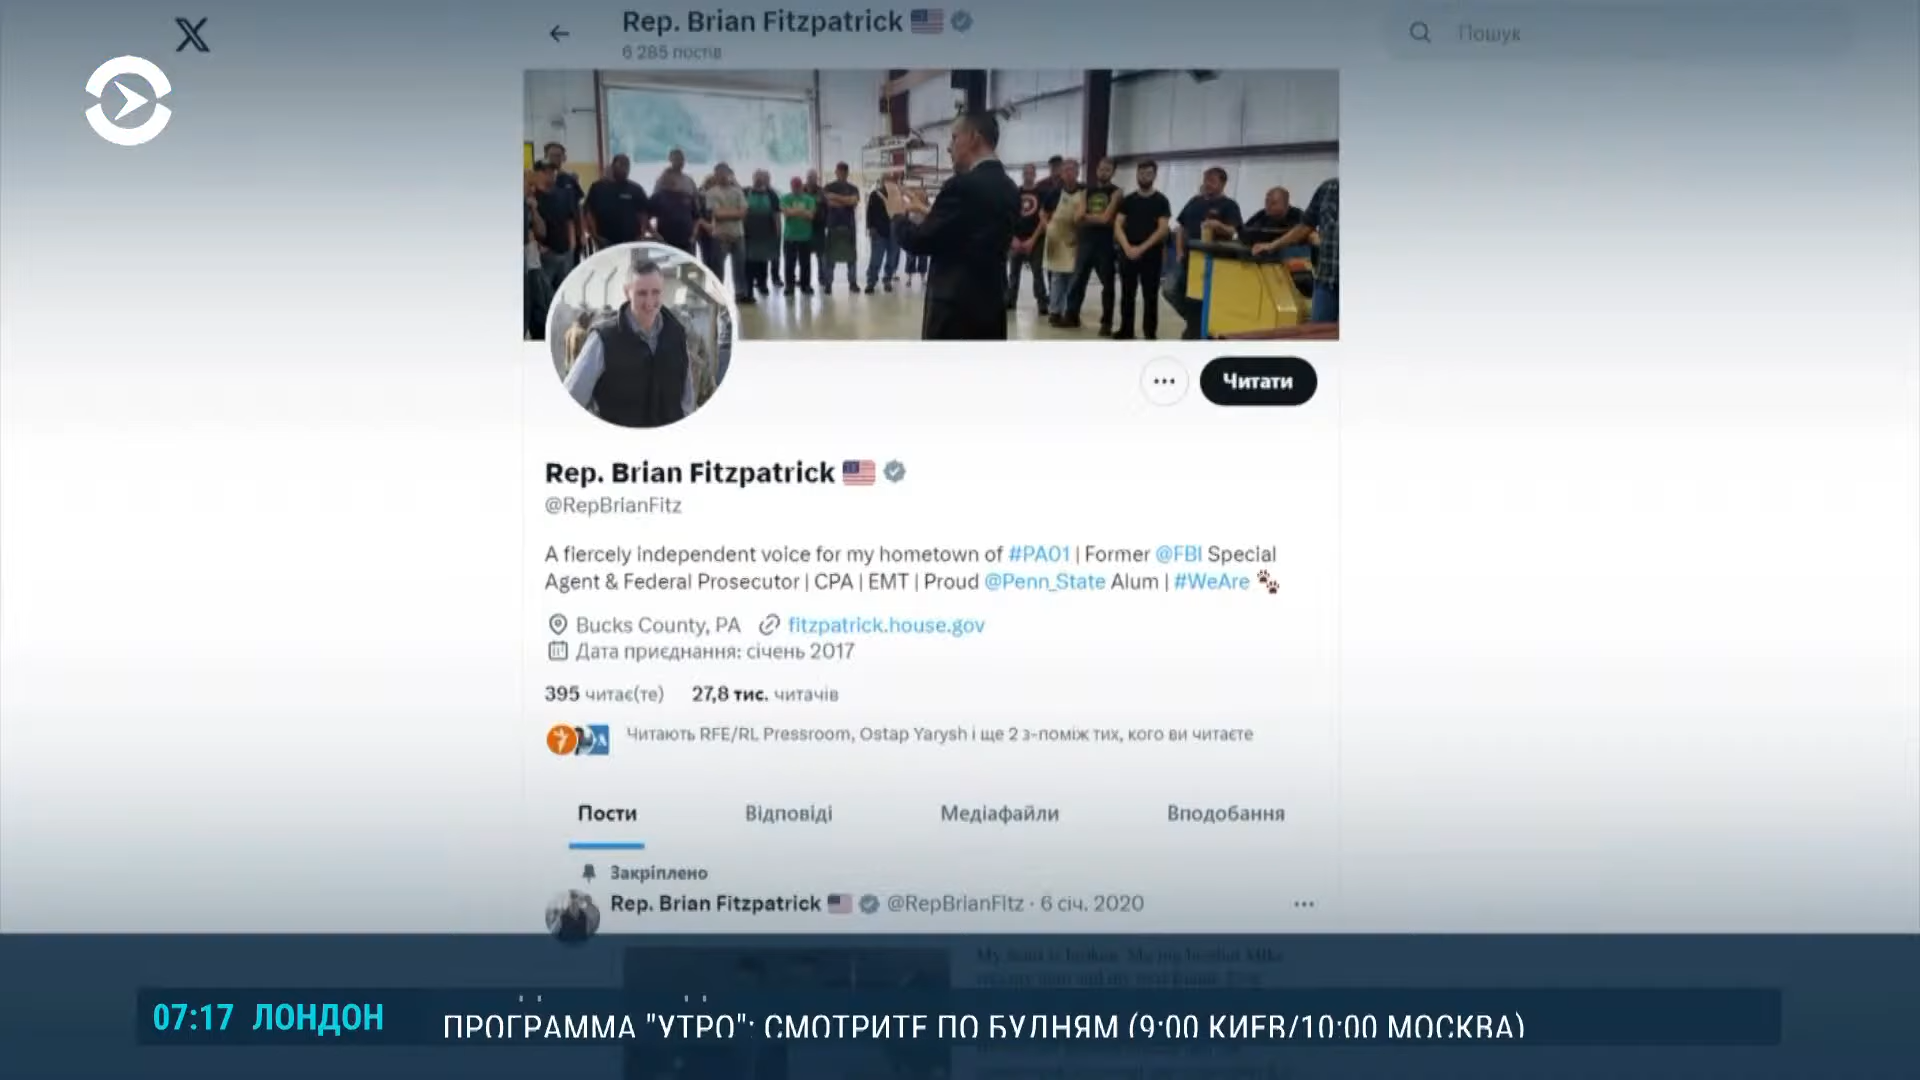 Rep. Brian Fitzpatrick
6 285 постів
Пошук
Читати
Rep. Brian Fitzpatrick
@RepBrianFitz
A fiercely independent voice for my hometown of #PA01 | Former @FBI Special
Agent & Federal Prosecutor | CPA | EMT | Proud @Penn_State Alum | #WeAre
Bucks County, PA fitzpatrick.house.gov
Дата приєднання: січень 2017
395 читає(те) 27,8 тис. читачів
Читають RFE/RL Pressroom, Ostap Yarysh і ще 2 з-поміж тих, кого ви читаєте
Пости Відповіді Медіафайли Вподобання
Закріплено
Rep. Brian Fitzpatrick @RepBrianFitz · 6 січ. 2020
07:17 ЛОНДОН
ПРОГРАММА "УТРО": СМОТРИТЕ ПО БУДНЯМ (9:00 КИЕВ/10:00 МОСКВА)